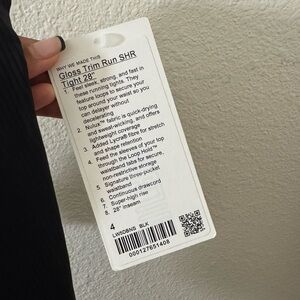 WHY WE MADE THIS
Gloss Trim Run SHR
Tight 28"
1. Feel sleek, strong, and fast in
these running tights. They
feature loops to secure your
top around your waist so you
can delayer without
decelerating
2. Nulux™ fabric is quick-drying
and sweat-wicking, and offers
lightweight coverage
3. Added Lycra® fibre for stretch
and shape retention
4. Feed the sleeves of your top
through the Loop Hold™
waistband tabs for secure,
non-restrictive storage
5. Signature three-pocket
waistband
6. Continuous drawcord
7. Super-high rise
8. 28" inseam
4
LW5DBNS BLK
000127651408